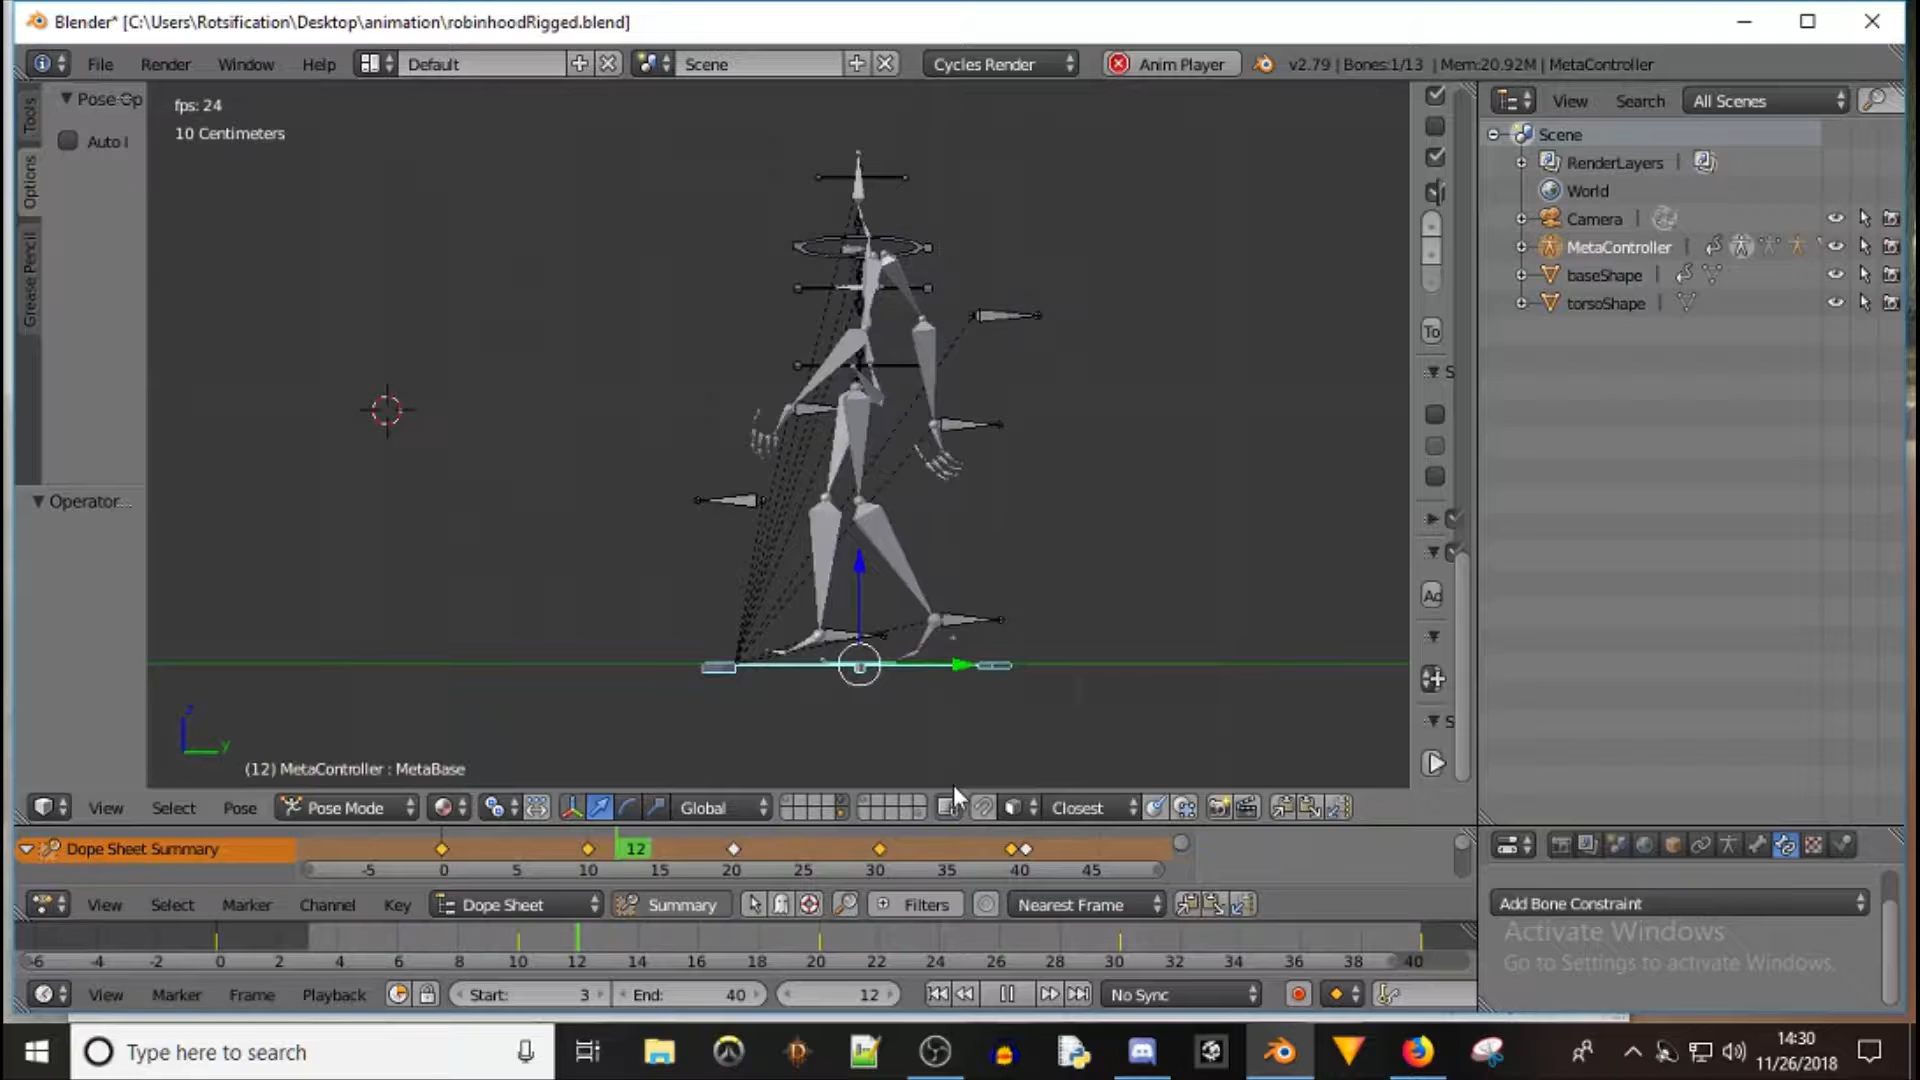 Blender* [C:\Users\Rotsification\Desktop\animation\robinhoodRigged.blend]
File Render Window Help Default Scene Cycles Render Anim Player v2.79 | Bones:1/13 | Mem:20.92M | MetaController
Pose Op
Auto I
Tools
Options
Grease Pencil
Operator...
fps: 24
10 Centimeters
z
y
(12) MetaController : MetaBase
To
S
Ad
S
View Search All Scenes
Scene
RenderLayers |
World
Camera |
MetaController |
baseShape |
torsoShape |
View Select Pose Pose Mode Global Closest
Dope Sheet Summary 12
-5 0 5 10 15 20 25 30 35 40 45
View Select Marker Channel Key Dope Sheet Summary Filters Nearest Frame
-6 -4 -2 0 2 4 6 8 10 12 14 16 18 20 22 24 26 28 30 32 34 36 38 40
View Marker Frame Playback Start: 3 End: 40 12 No Sync
Add Bone Constraint
Activate Windows
Go to Settings to activate Windows.
Type here to search
14:30
11/26/2018